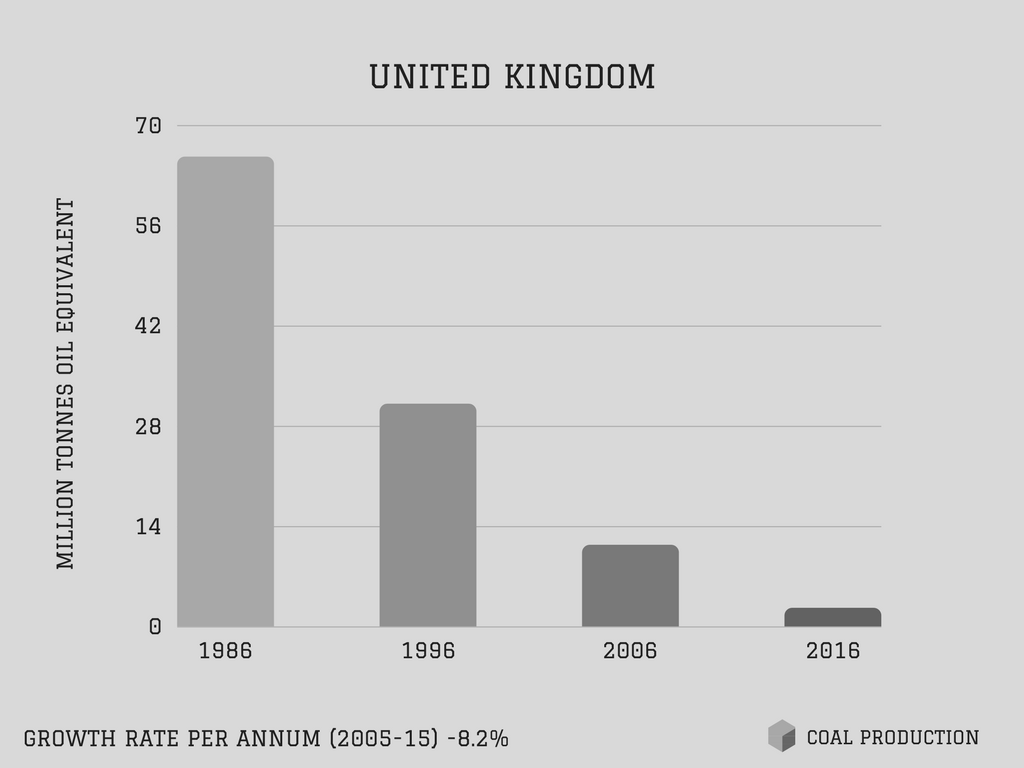 UNITED KINGDOM
MILLION TONNES OIL EQUIVALENT
70
56
42
28
14
0
1986 1996 2006 2016
GROWTH RATE PER ANNUM (2005-15) -8.2%
COAL PRODUCTION